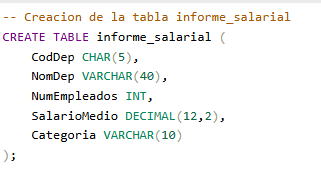 -- Creacion de la tabla informe_salarial
CREATE TABLE informe_salarial (
    CodDep CHAR(5),
    NomDep VARCHAR(40),
    NumEmpleados INT,
    SalarioMedio DECIMAL(12,2),
    Categoria VARCHAR(10)
);